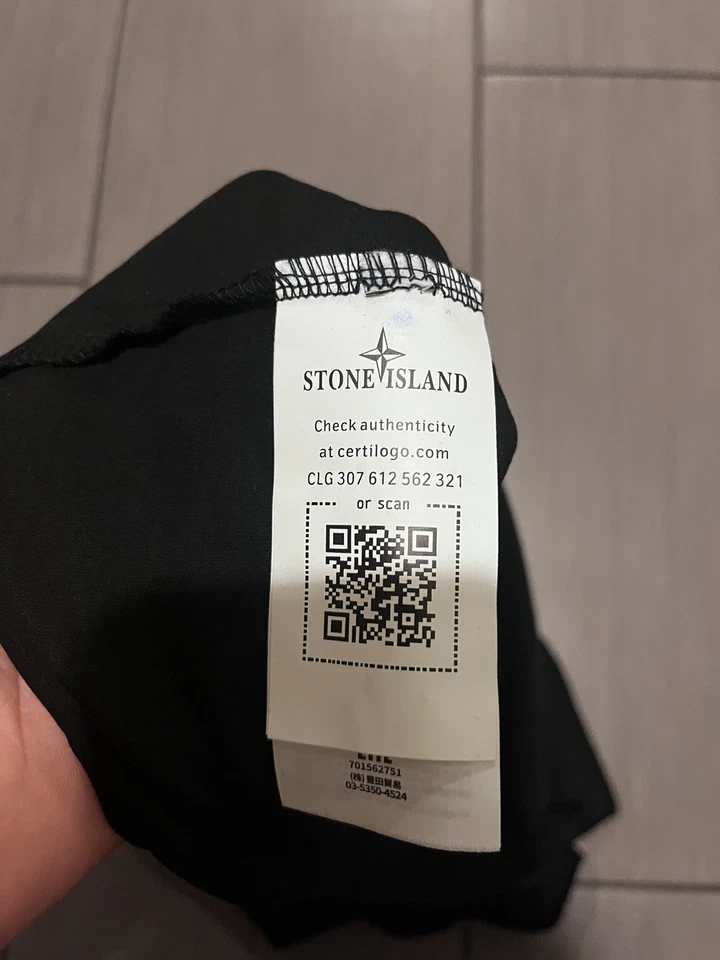 STONE ISLAND
Check authenticity
at certilogo.com
CLG 307 612 562 321
or scan
701562751
(株)豊田貿易
03-5350-4524